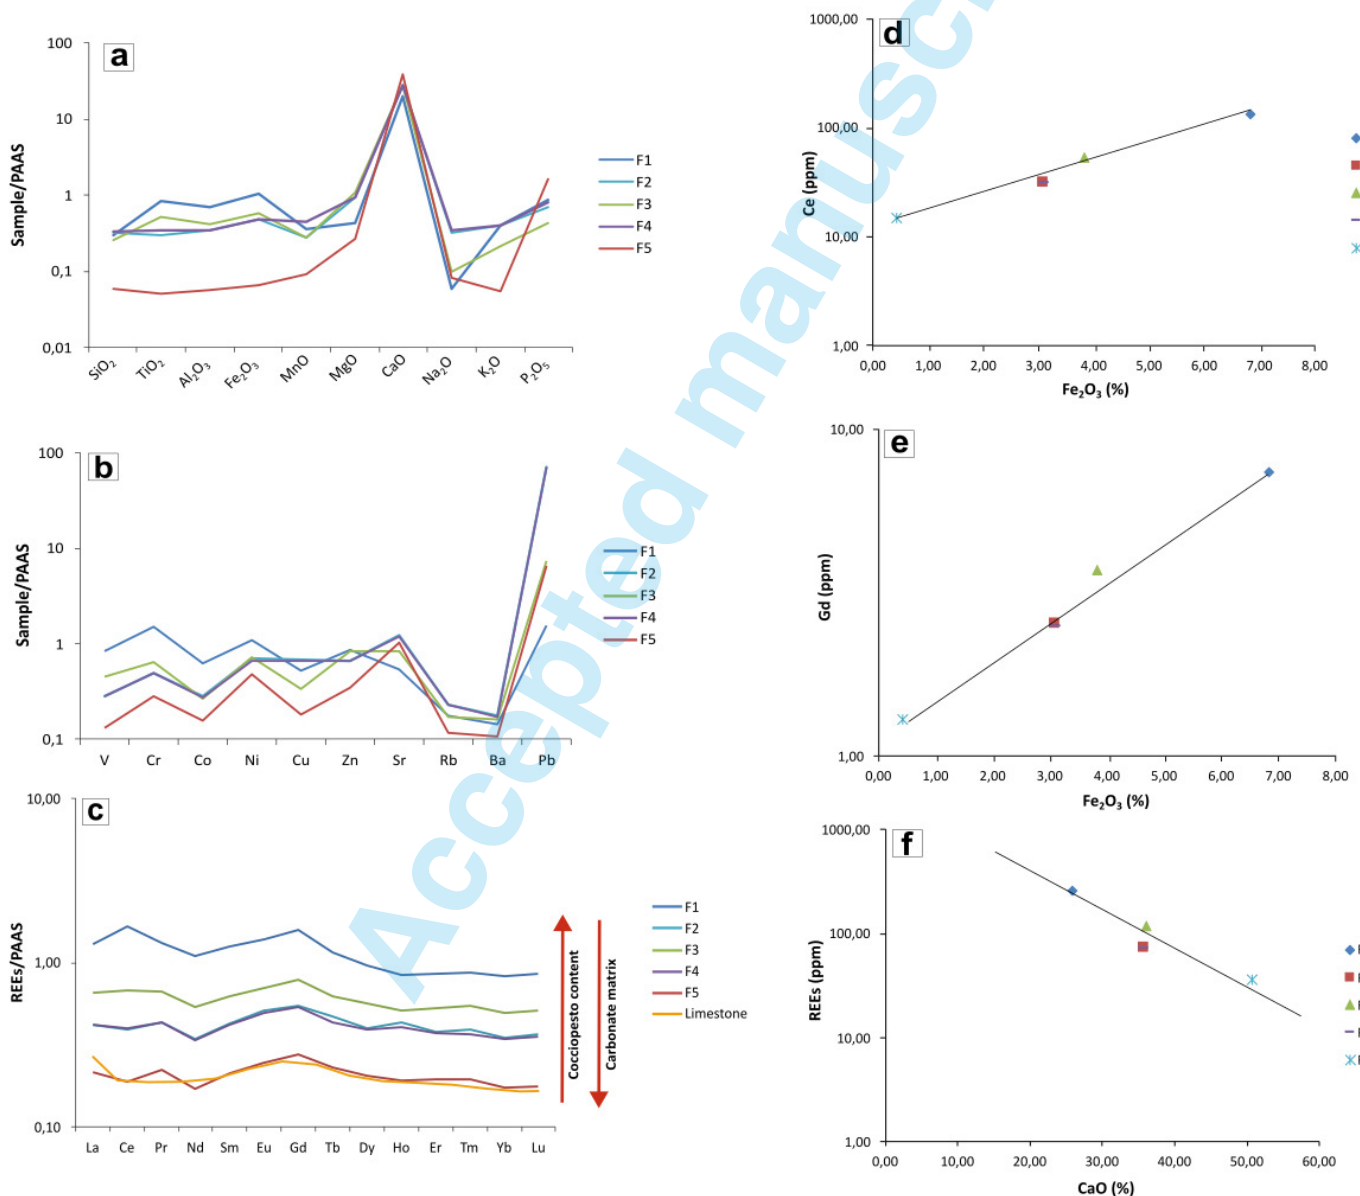 a
100
10
1
0,1
0,01
Sample/PAAS
SiO₂
TiO₂
Al₂O₃
Fe₂O₃
MnO
MgO
CaO
Na₂O
K₂O
P₂O₅
F1
F2
F3
F4
F5
b
100
10
1
0,1
Sample/PAAS
V
Cr
Co
Ni
Cu
Zn
Sr
Rb
Ba
Pb
F1
F2
F3
F4
F5
c
10,00
1,00
0,10
REEs/PAAS
La
Ce
Pr
Nd
Sm
Eu
Gd
Tb
Dy
Ho
Er
Tm
Yb
Lu
F1
F2
F3
F4
F5
Limestone
Cocciopesto content
Carbonate matrix
d
1000,00
100,00
10,00
1,00
Ce (ppm)
0,00
1,00
2,00
3,00
4,00
5,00
6,00
7,00
8,00
Fe₂O₃ (%)
e
10,00
1,00
Gd (ppm)
0,00
1,00
2,00
3,00
4,00
5,00
6,00
7,00
8,00
Fe₂O₃ (%)
f
1000,00
100,00
10,00
1,00
REEs (ppm)
0,00
10,00
20,00
30,00
40,00
50,00
60,00
CaO (%)
Accepted manusc